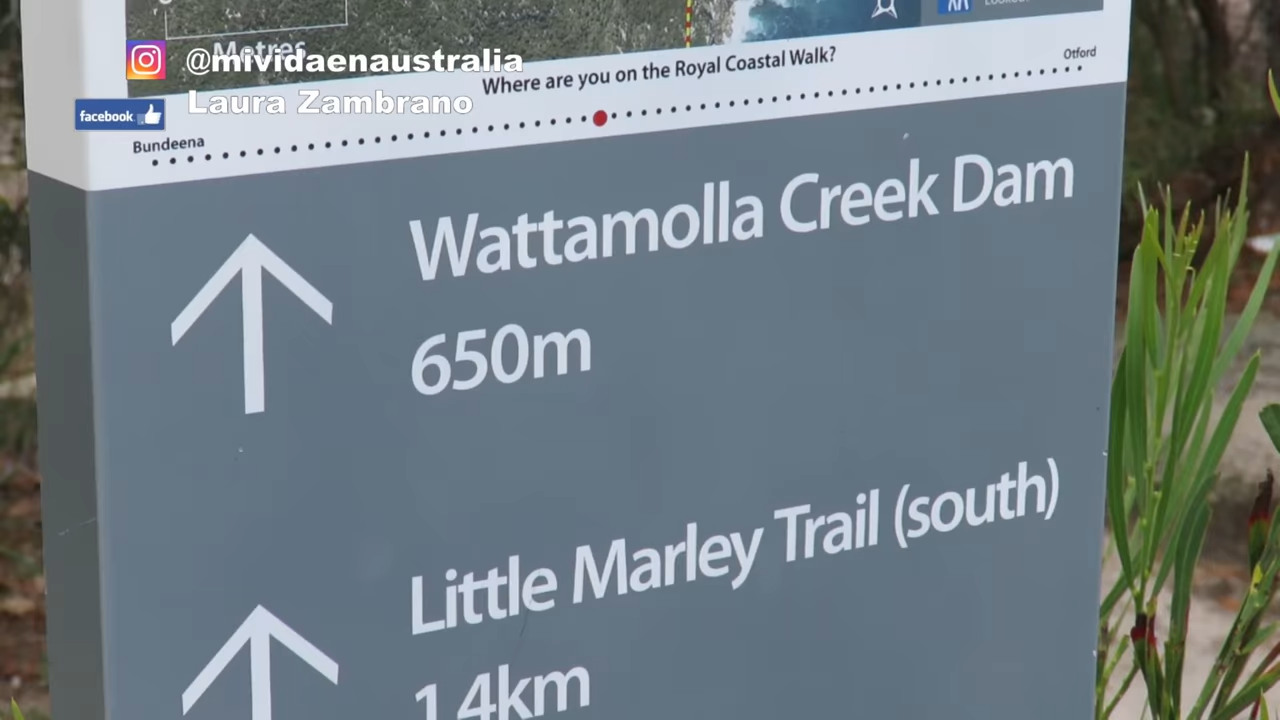 Metres
@mividaenaustralia
facebook
Laura Zambrano
Where are you on the Royal Coastal Walk?
Otford
Bundeena
Wattamolla Creek Dam
650m
Little Marley Trail (south)
1.4km